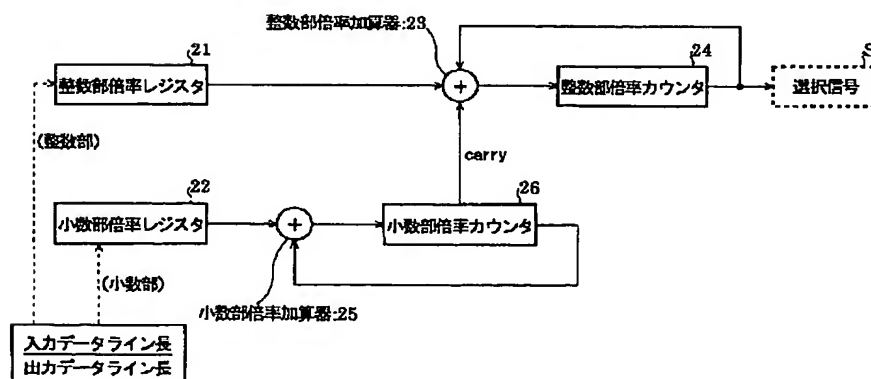 整数部倍率加算器:23
21
整数部倍率レジスタ
24
整数部倍率カウンタ
S
選択信号
(整数部)
carry
22
小数部倍率レジスタ
26
小数部倍率カウンタ
(小数部)
小数部倍率加算器:25
入力データライン長
出力データライン長